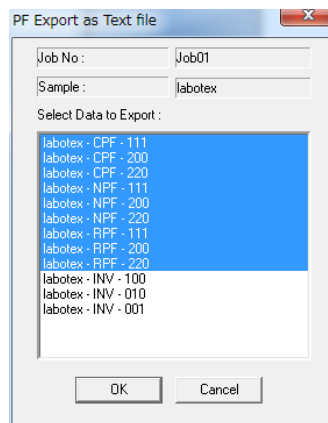 PF Export as Text file
Job No : Job01
Sample : labotex
Select Data to Export :
labotex - CPF - 111
labotex - CPF - 200
labotex - CPF - 220
labotex - NPF - 111
labotex - NPF - 200
labotex - NPF - 220
labotex - RPF - 111
labotex - RPF - 200
labotex - RPF - 220
labotex - INV - 100
labotex - INV - 010
labotex - INV - 001
OK Cancel